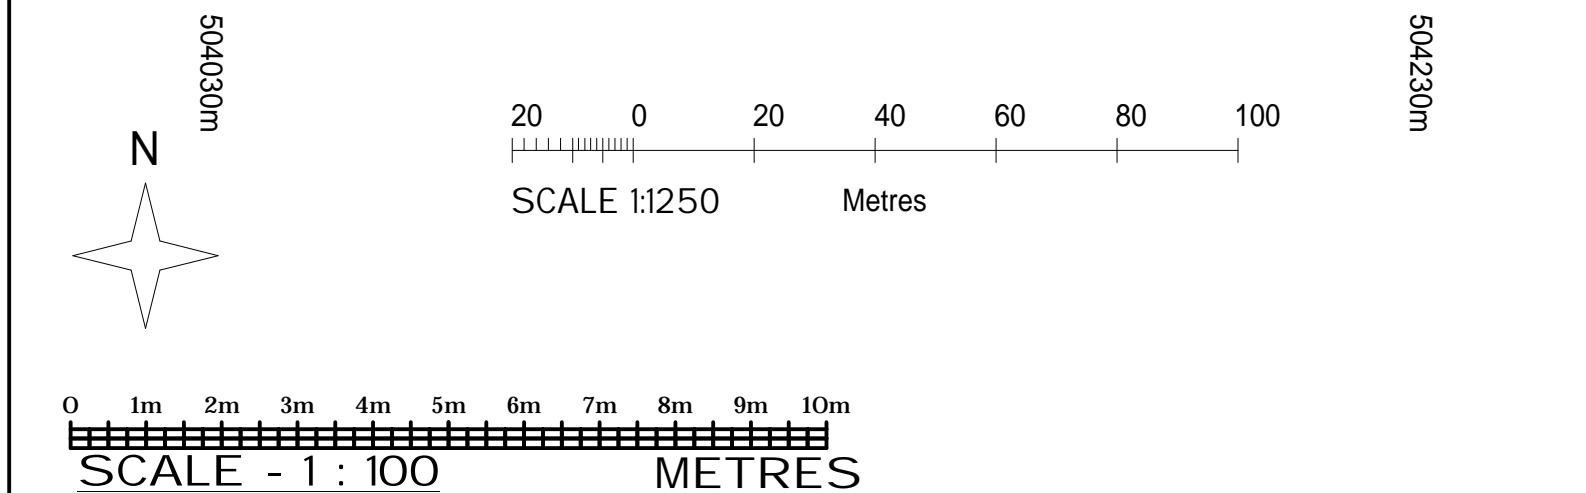 504030m
504230m
20 0 20 40 60 80 100
N
SCALE 1:1250 Metres
0 1m 2m 3m 4m 5m 6m 7m 8m 9m 10m
SCALE - 1 : 100 METRES